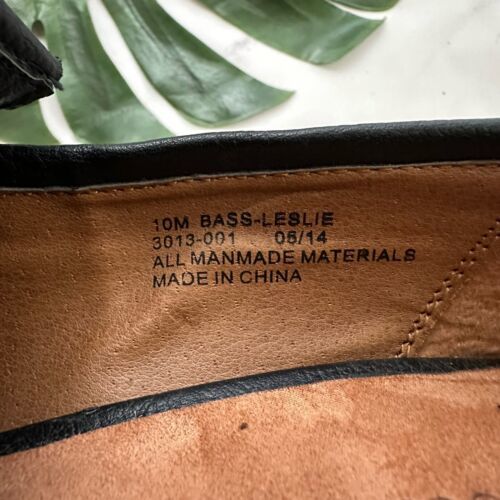 10M BASS-LESLIE
3013-001 05/14
ALL MANMADE MATERIALS
MADE IN CHINA